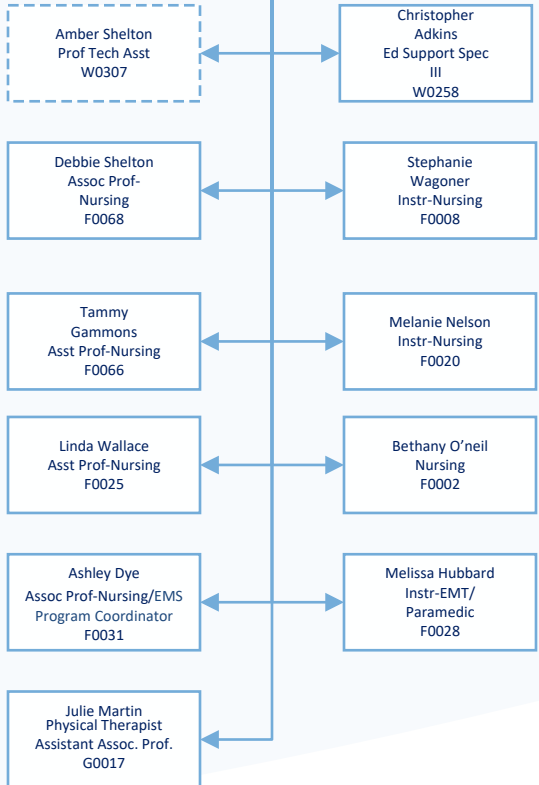 Amber Shelton
Prof Tech Asst
W0307
Christopher
Adkins
Ed Support Spec
III
W0258
Debbie Shelton
Assoc Prof-
Nursing
F0068
Stephanie
Wagoner
Instr-Nursing
F0008
Tammy
Gammons
Asst Prof-Nursing
F0066
Melanie Nelson
Instr-Nursing
F0020
Linda Wallace
Asst Prof-Nursing
F0025
Bethany O’neil
Nursing
F0002
Ashley Dye
Assoc Prof-Nursing/EMS
Program Coordinator
F0031
Melissa Hubbard
Instr-EMT/
Paramedic
F0028
Julie Martin
Physical Therapist
Assistant Assoc. Prof.
G0017